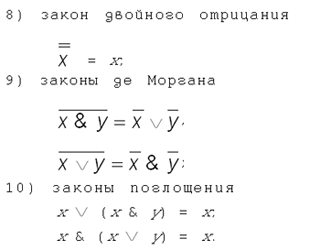 8) закон двойного отрицания
x̿ = x;
9) законы де Моргана
x̅ ̅&̅ ̅y̅ = x̅ ∨ y̅,
x̅ ̅∨̅ ̅y̅ = x̅ & y̅;
10) законы поглощения
x ∨ (x & y) = x;
x & (x ∨ y) = x.